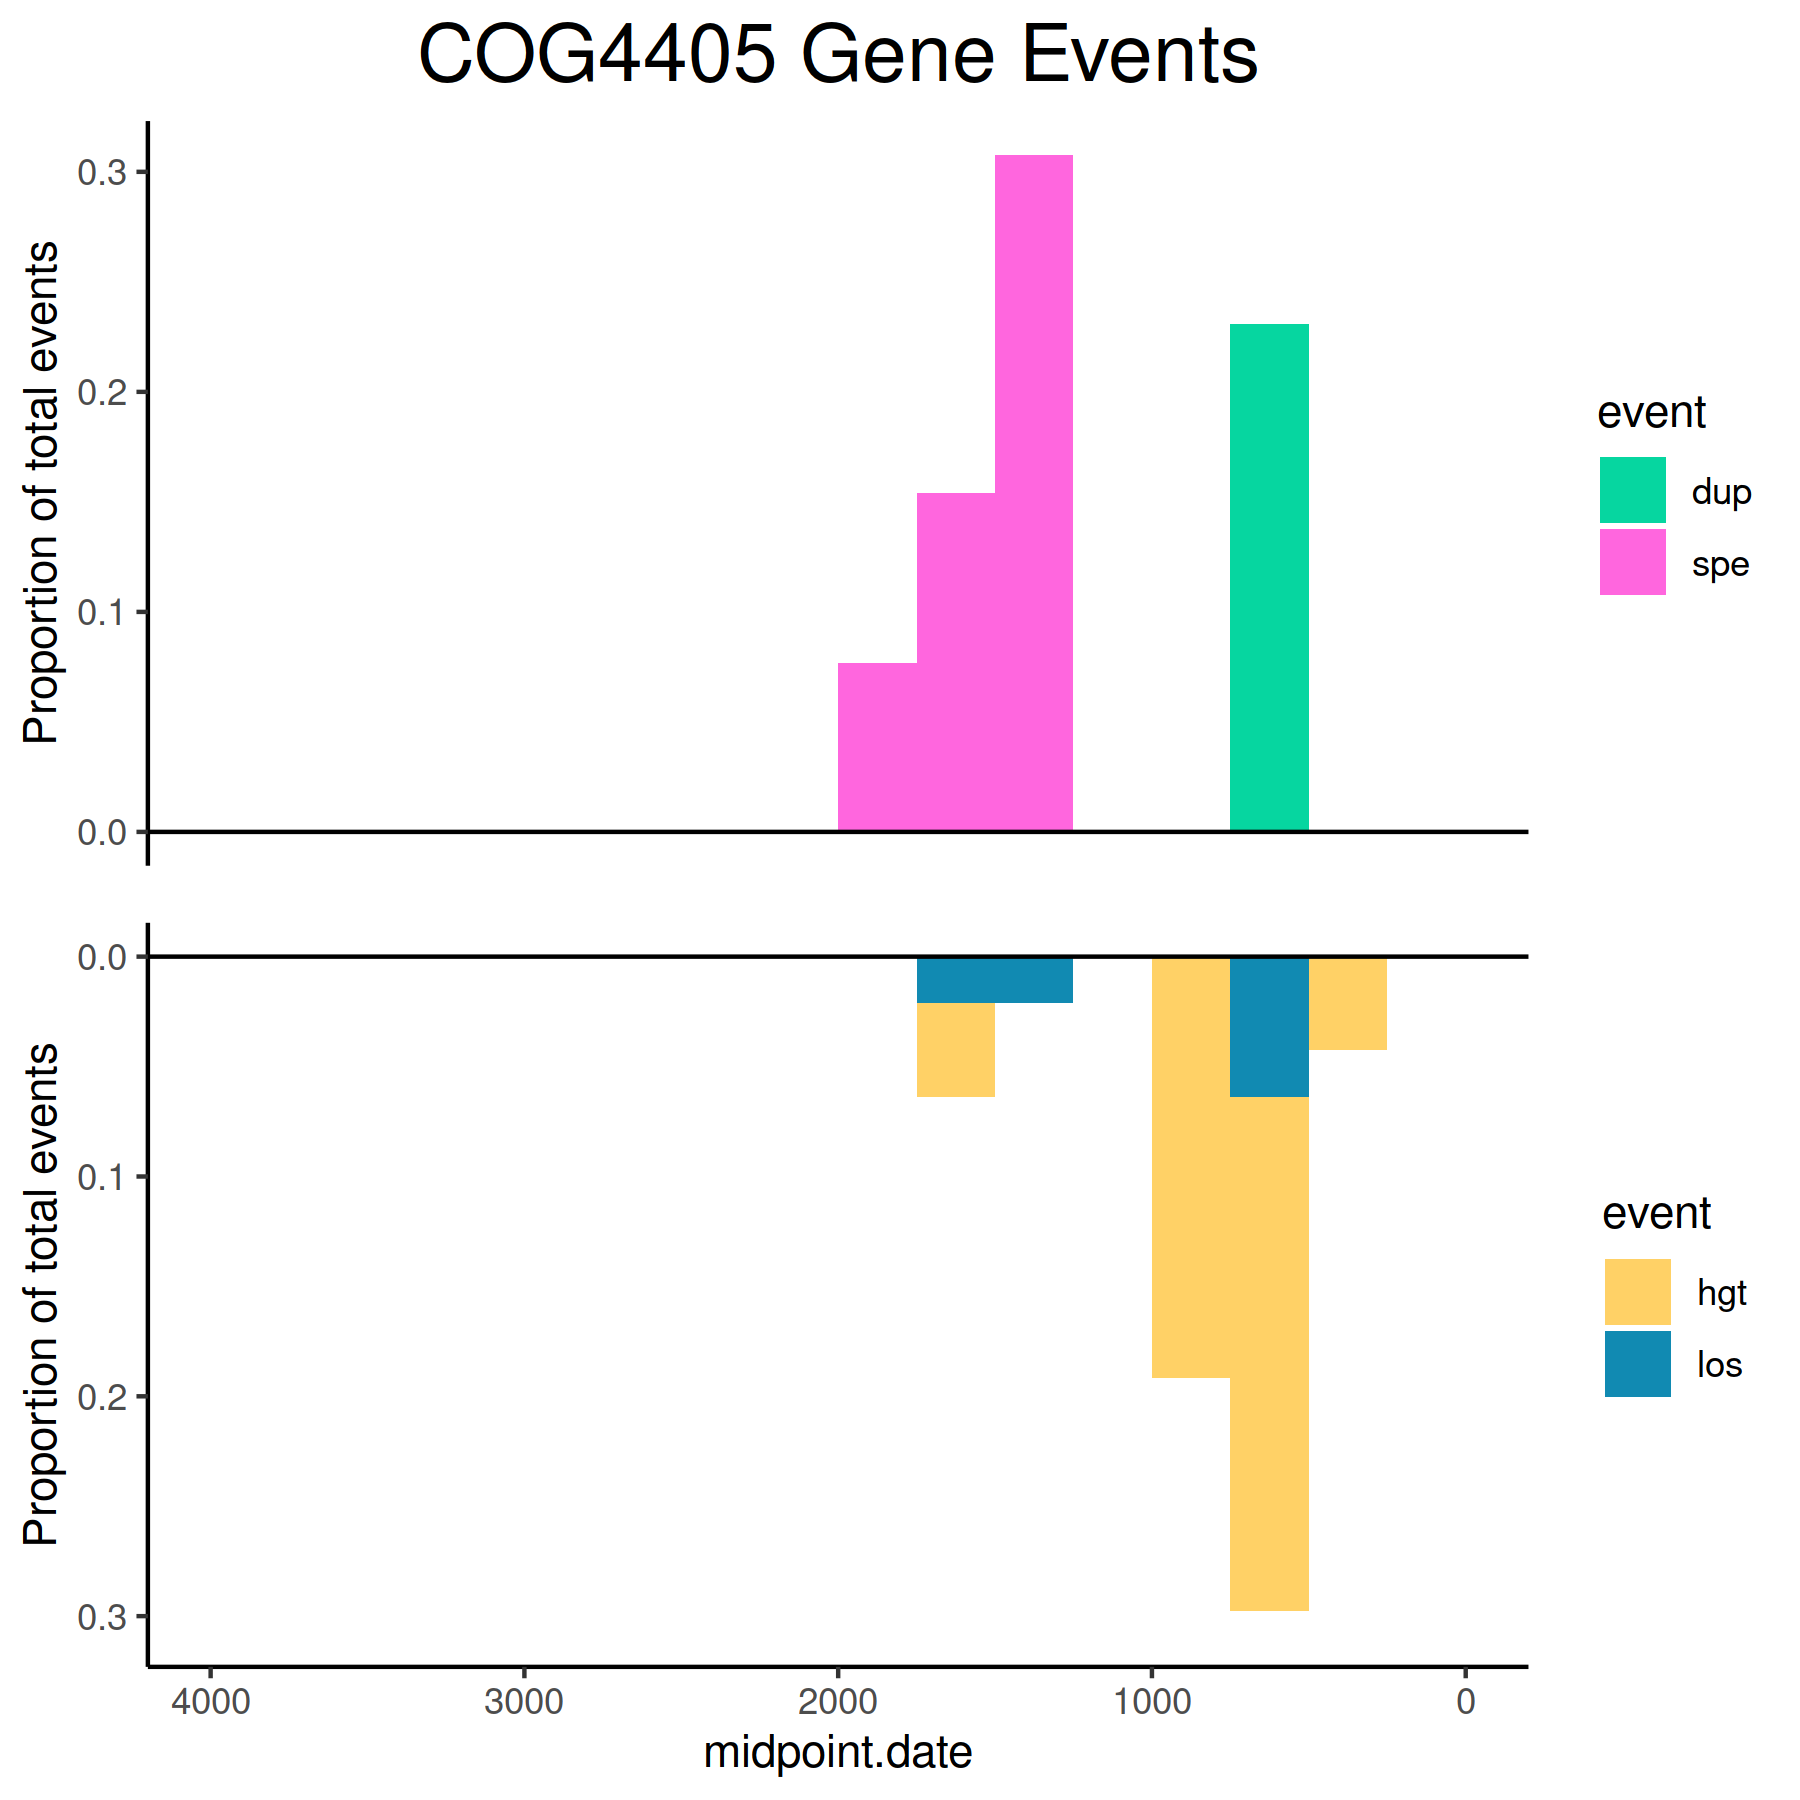 COG4405 Gene Events
Proportion of total events
0.3
0.2
0.1
0.0
event
dup
spe
Proportion of total events
0.0
0.1
0.2
0.3
event
hgt
los
4000 3000 2000 1000 0
midpoint.date